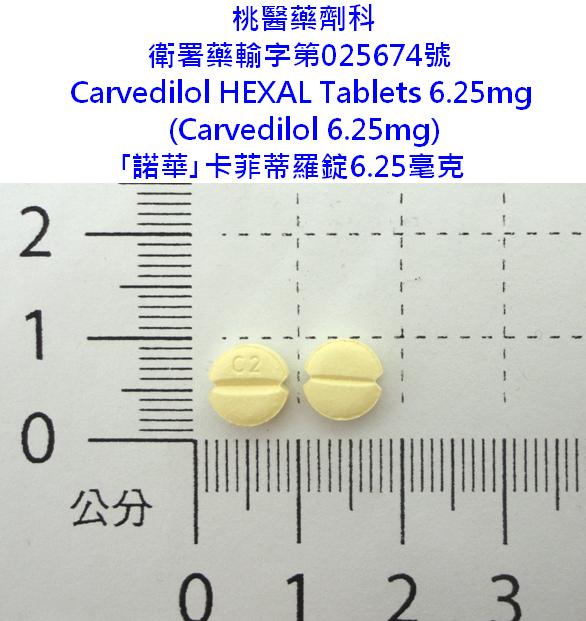 桃醫藥劑科
衛署藥輸字第025674號
Carvedilol HEXAL Tablets 6.25mg
(Carvedilol 6.25mg)
「諾華」卡菲蒂羅錠6.25毫克
2
1
C2
0
公分
0 1 2 3